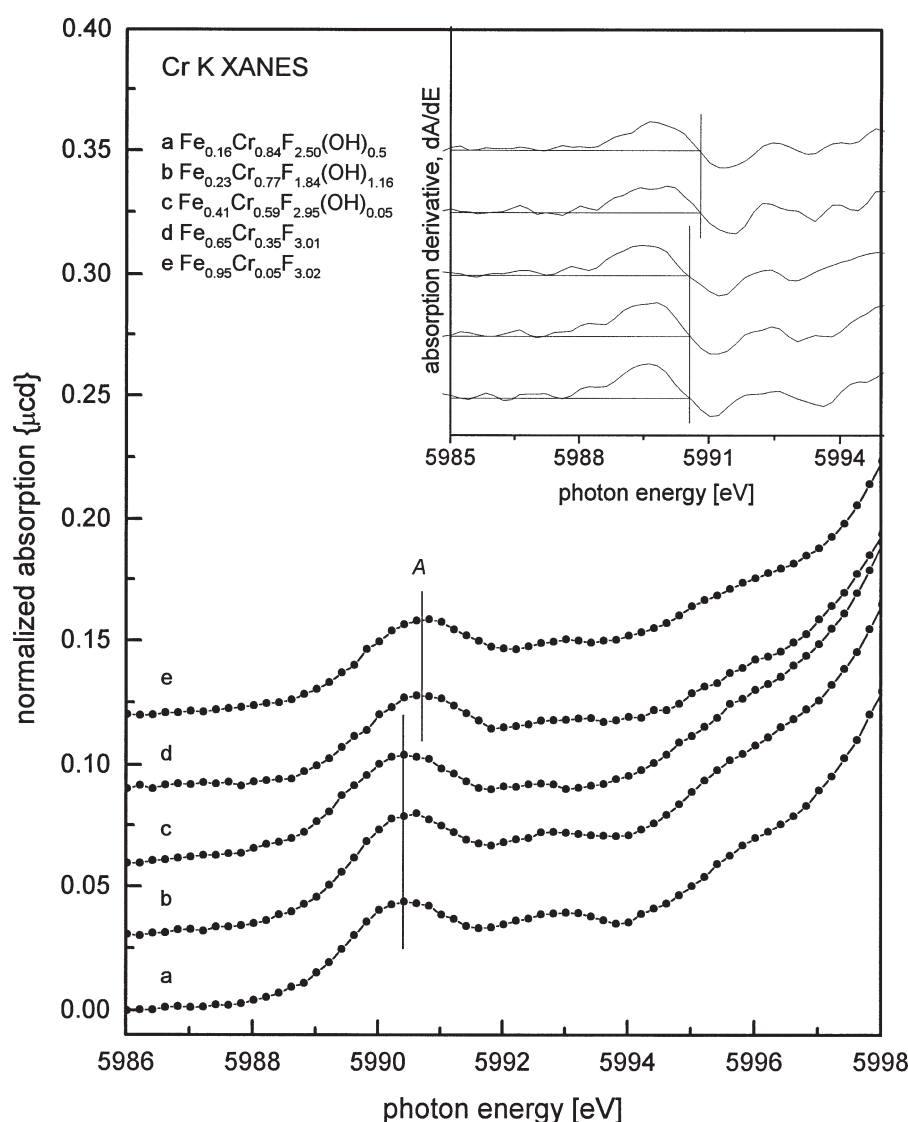 Cr K XANES
a Fe0.16Cr0.84F2.50(OH)0.5
b Fe0.23Cr0.77F1.84(OH)1.16
c Fe0.41Cr0.59F2.95(OH)0.05
d Fe0.65Cr0.35F3.01
e Fe0.95Cr0.05F3.02
absorption derivative, dA/dE
5985 5988 5991 5994
photon energy [eV]
normalized absorption {μcd}
0.40
0.35
0.30
0.25
0.20
0.15
0.10
0.05
0.00
A
e
d
c
b
a
5986 5988 5990 5992 5994 5996 5998
photon energy [eV]